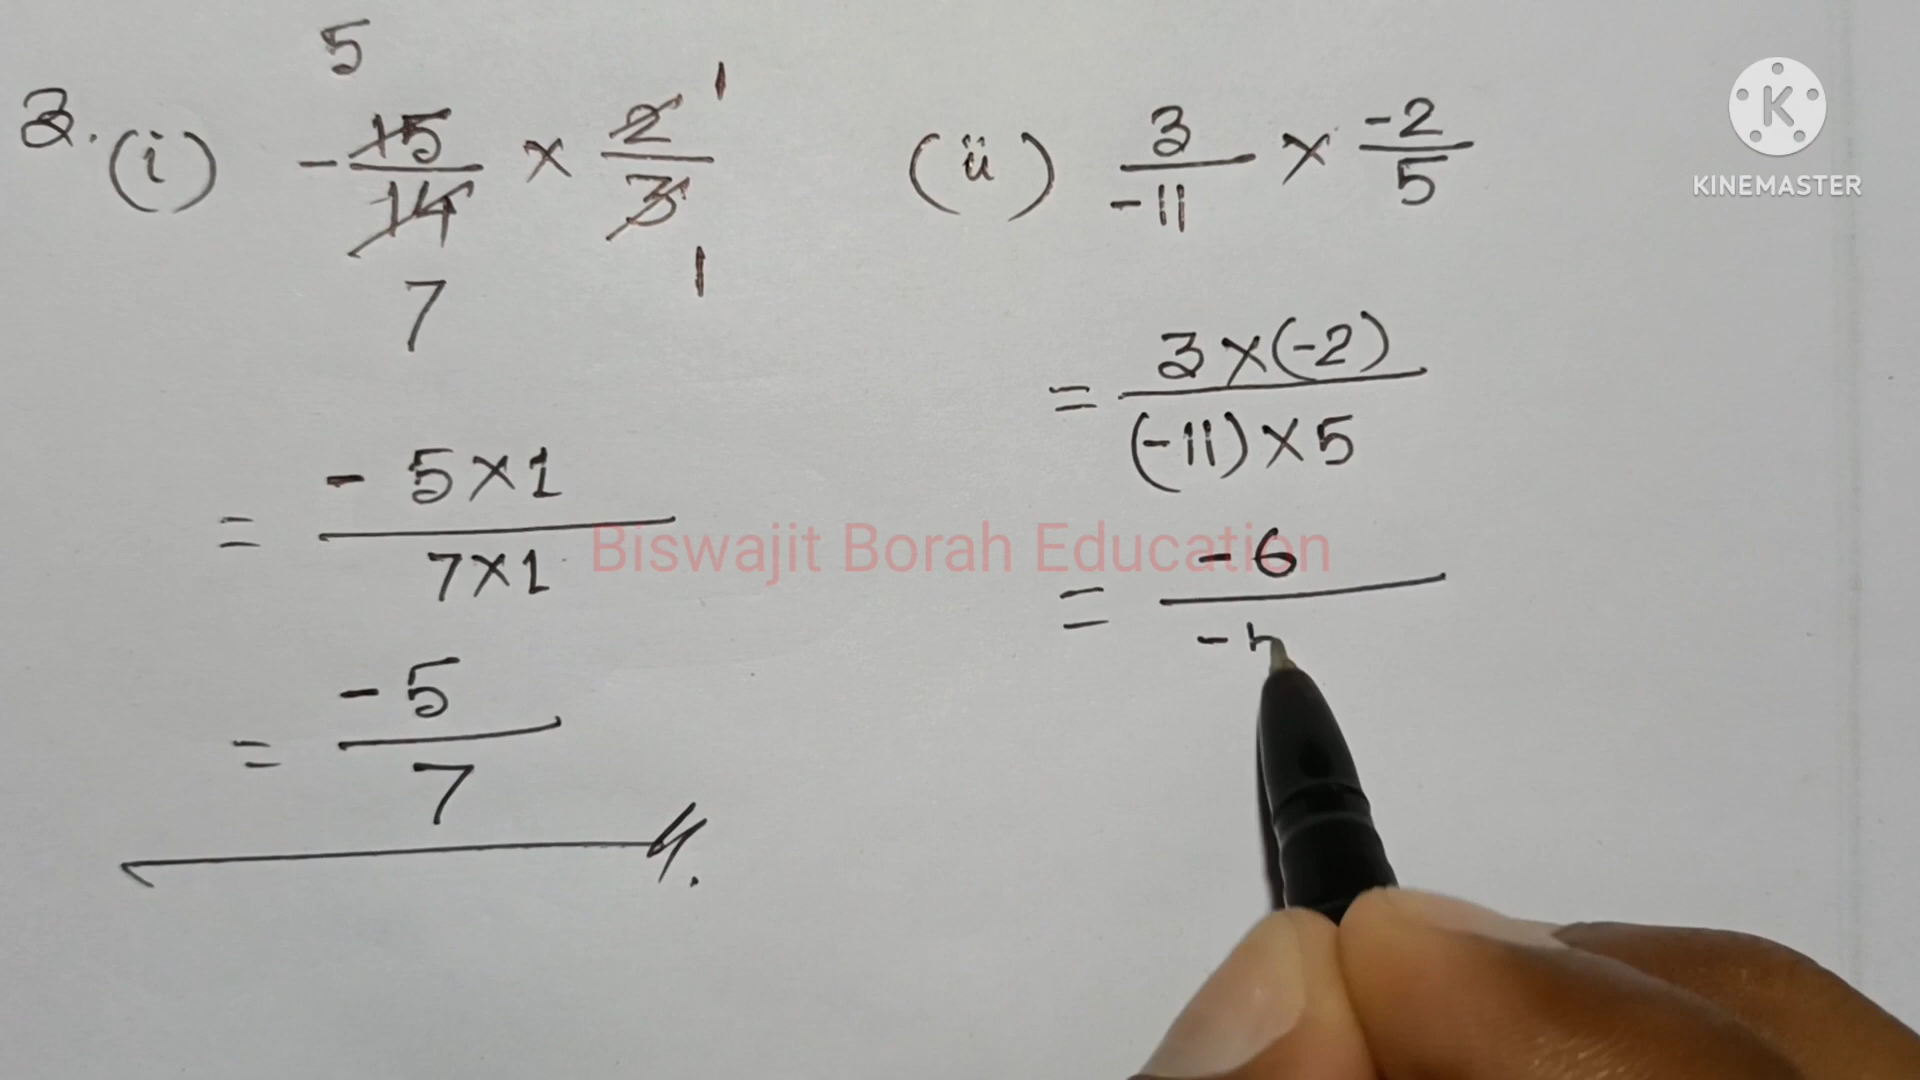 3. (i) -15/14 × 2/3
5 1
7 1
= - 5×1 / 7×1
= -5/7
(ii) 3/-11 × -2/5
= 3×(-2) / (-11)×5
= -6 / -
KINEMASTER
Biswajit Borah Education